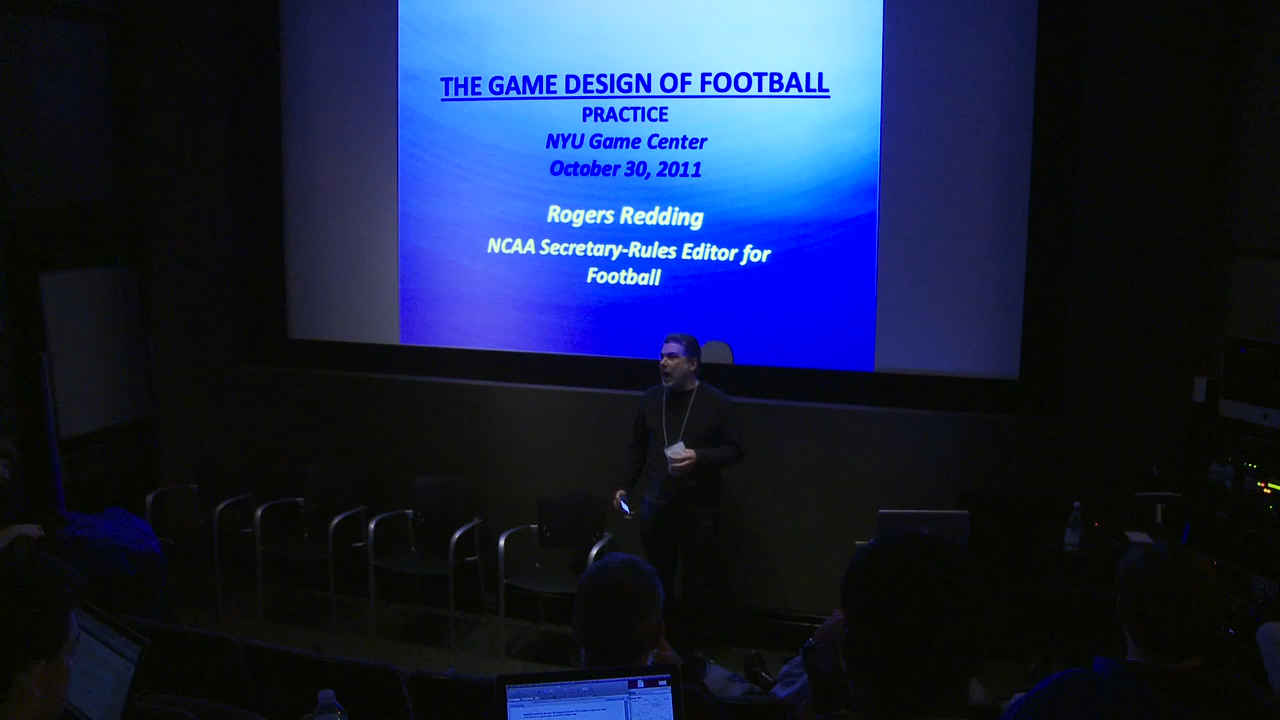 THE GAME DESIGN OF FOOTBALL
PRACTICE
NYU Game Center
October 30, 2011
Rogers Redding
NCAA Secretary-Rules Editor for
Football